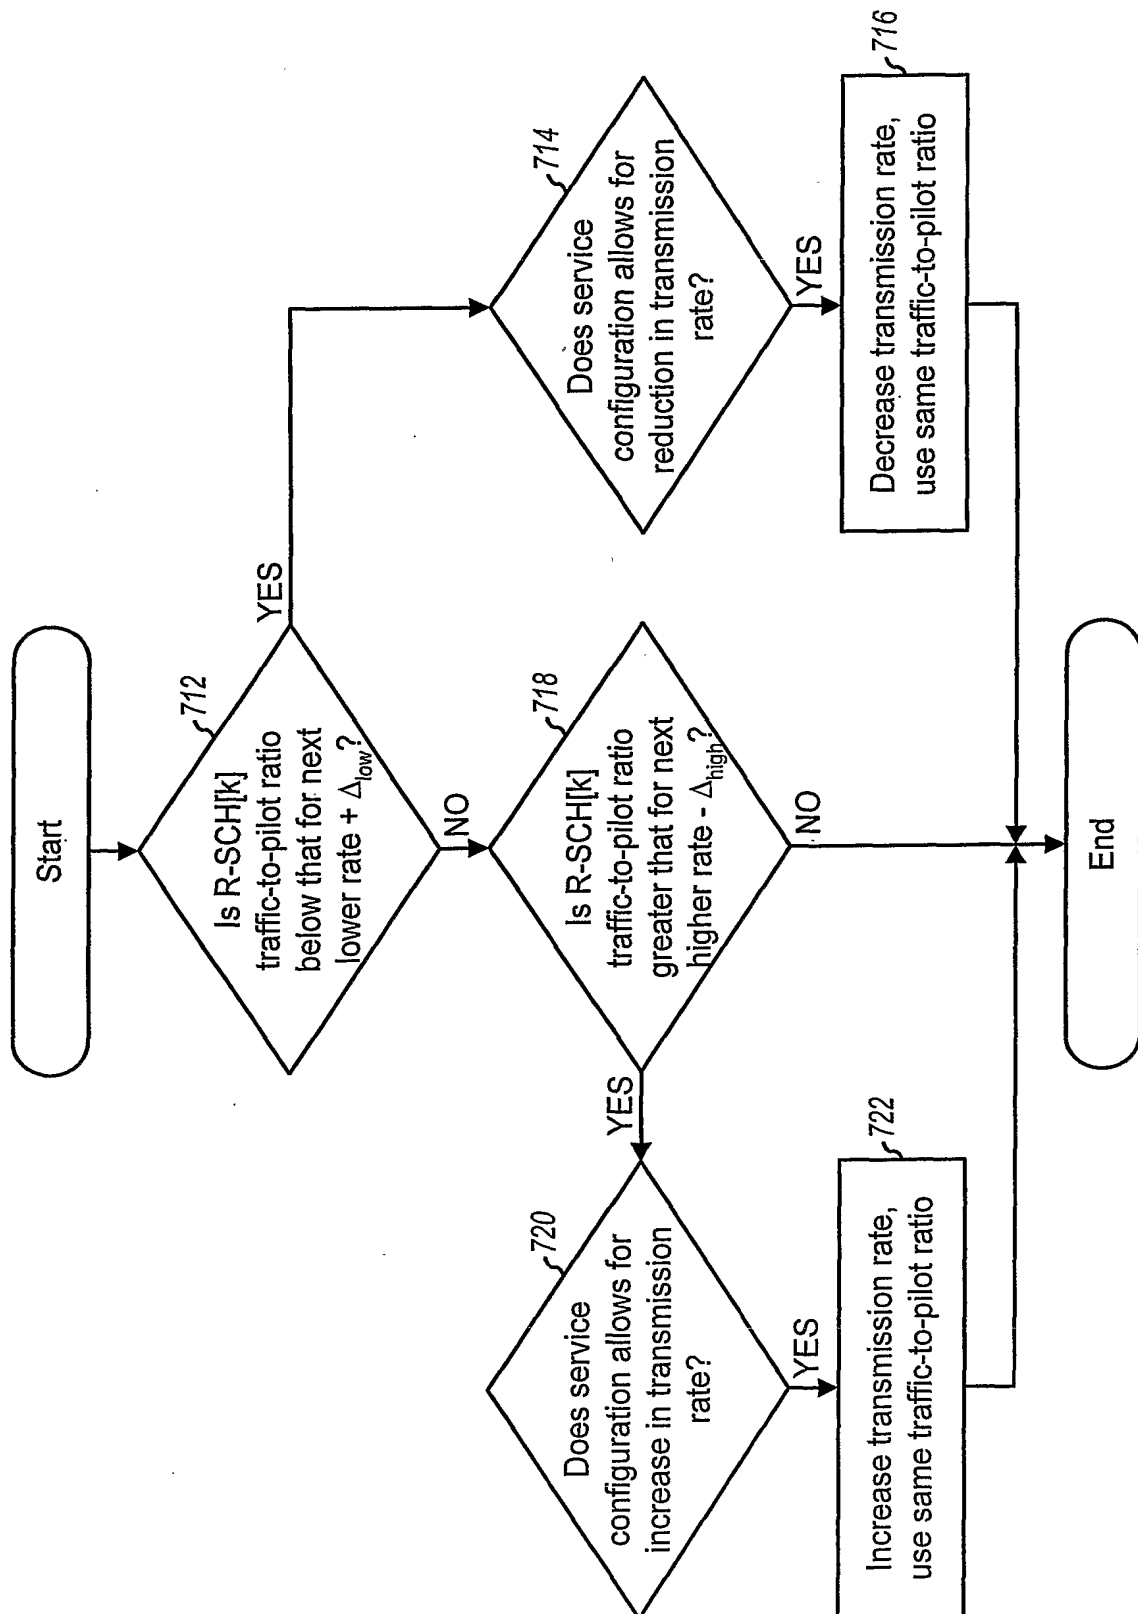 Start
712
Is R-SCH[k]
traffic-to-pilot ratio
below that for next
lower rate + Δlow?
YES
NO
714
Does service
configuration allows for
reduction in transmission
rate?
YES
716
Decrease transmission rate,
use same traffic-to-pilot ratio
718
Is R-SCH[k]
traffic-to-pilot ratio
greater that for next
higher rate - Δhigh?
YES
NO
720
Does service
configuration allows for
increase in transmission
rate?
YES
722
Increase transmission rate,
use same traffic-to-pilot ratio
End